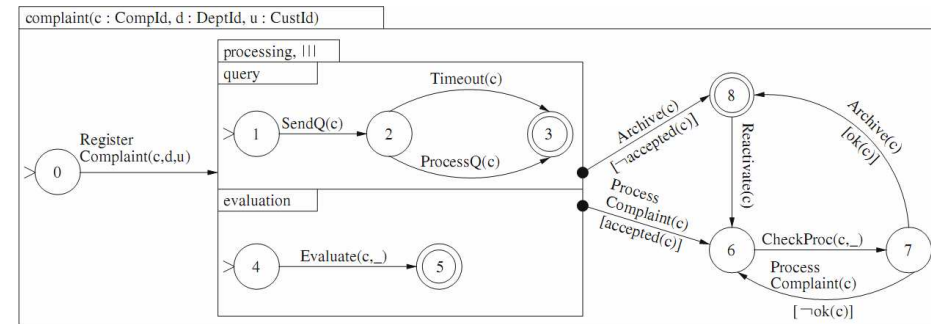 complaint(c : CompId, d : DeptId, u : CustId)
processing, |||
query
Timeout(c)
SendQ(c)
1
2
3
ProcessQ(c)
Register
Complaint(c,d,u)
0
evaluation
Evaluate(c,_)
4
5
Archive(c)
[¬accepted(c)]
Process
Complaint(c)
[accepted(c)]
8
Reactivate(c)
Archive(c)
[ok(c)]
6
CheckProc(c,_)
7
Process
Complaint(c)
[¬ok(c)]